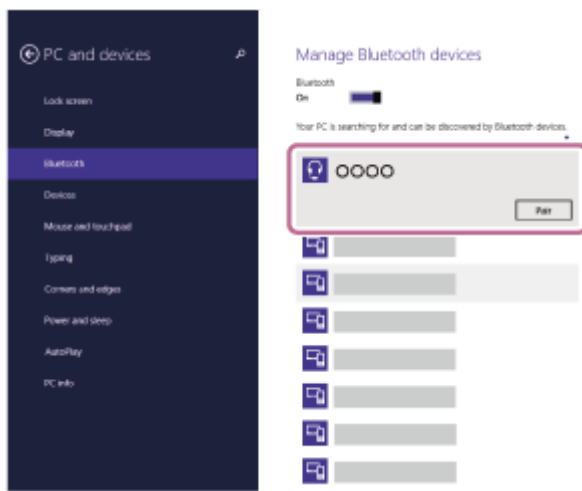 PC and devices
Lock screen
Display
Bluetooth
Devices
Mouse and touchpad
Typing
Corners and edges
Power and sleep
AutoPlay
PC info
Manage Bluetooth devices
Bluetooth
On
Your PC is searching for and can be discovered by Bluetooth devices.
OOOO
Pair